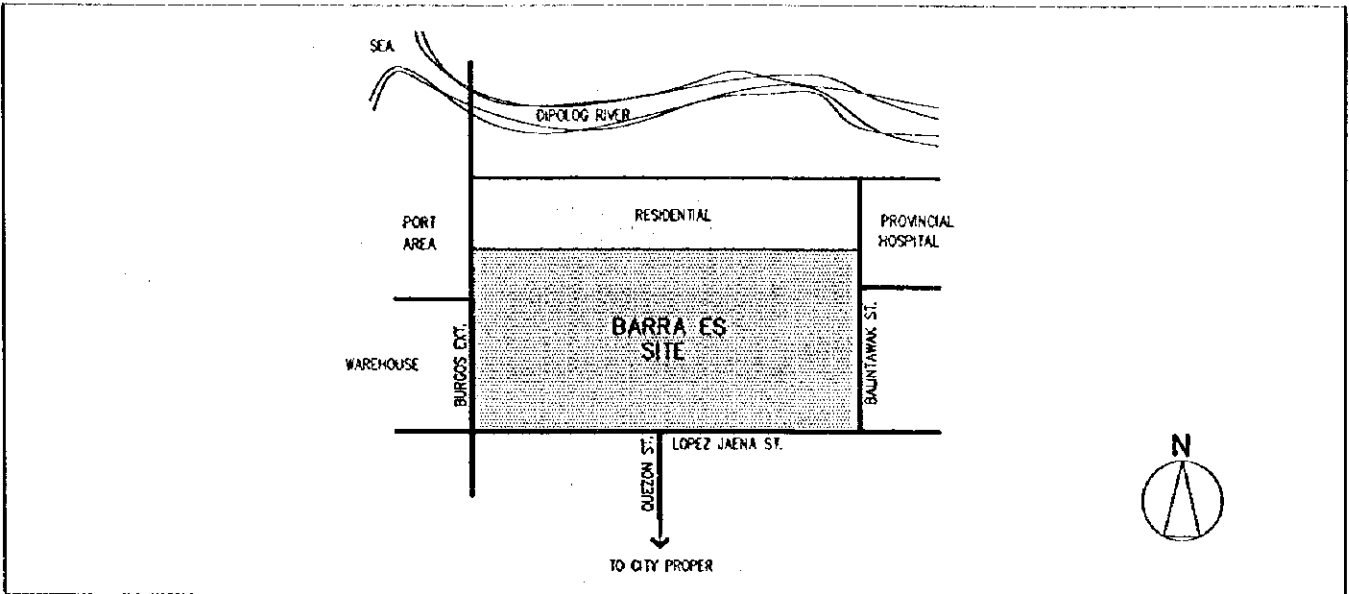 SEA
DIPOLOG RIVER
RESIDENTIAL
PORT
AREA
PROVINCIAL
HOSPITAL
BARRA ES
SITE
WAREHOUSE
BURGOS EXT.
BALINTAWAK ST.
QUEZON ST.
LOPEZ JAENA ST.
N
TO CITY PROPER